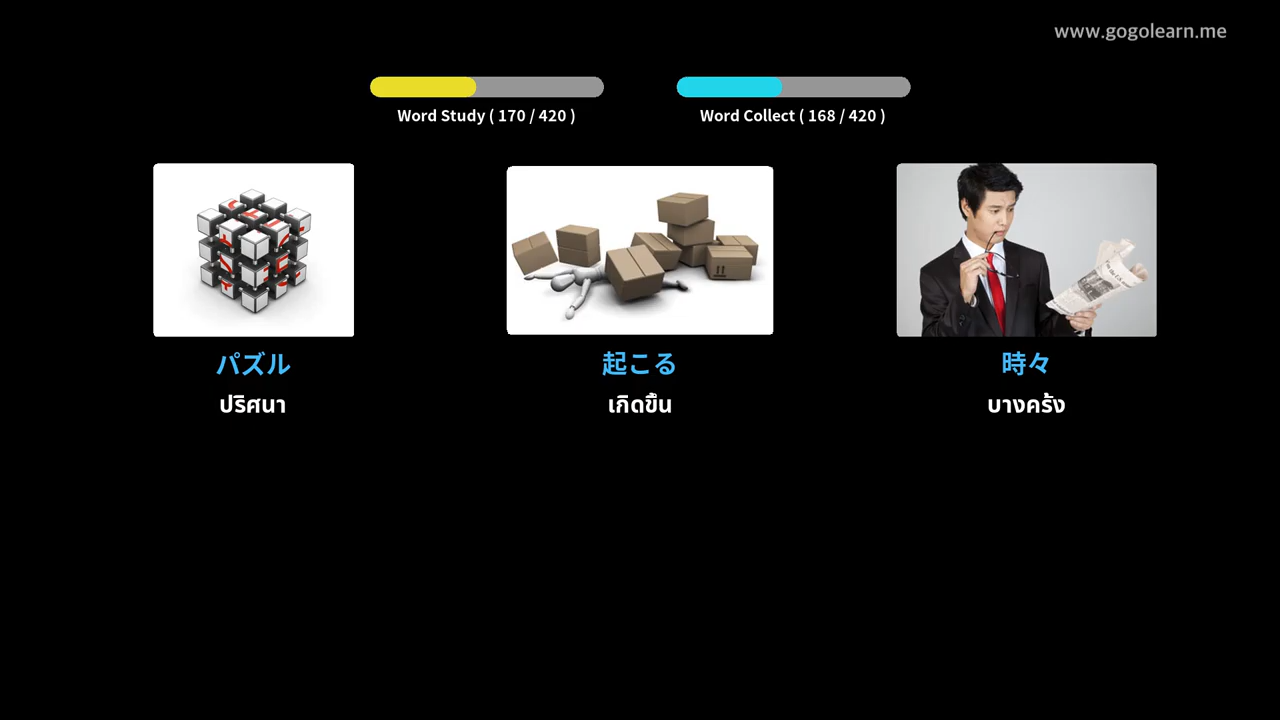 www.gogolearn.me
Word Study ( 170 / 420 )
Word Collect ( 168 / 420 )
パズル
起こる
時々
ปริศนา
เกิดขึ้น
บางครั้ง